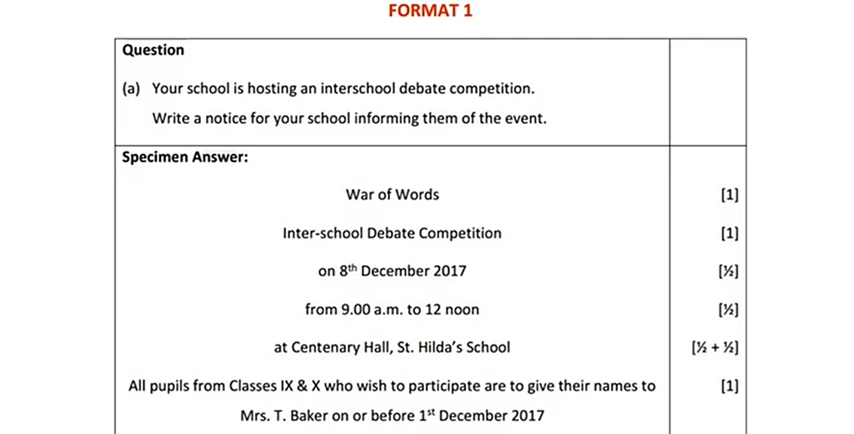 FORMAT 1
Question
(a) Your school is hosting an interschool debate competition.
Write a notice for your school informing them of the event.
Specimen Answer:
War of Words [1]
Inter-school Debate Competition [1]
on 8th December 2017 [½]
from 9.00 a.m. to 12 noon [½]
at Centenary Hall, St. Hilda's School [½ + ½]
All pupils from Classes IX & X who wish to participate are to give their names to [1]
Mrs. T. Baker on or before 1st December 2017